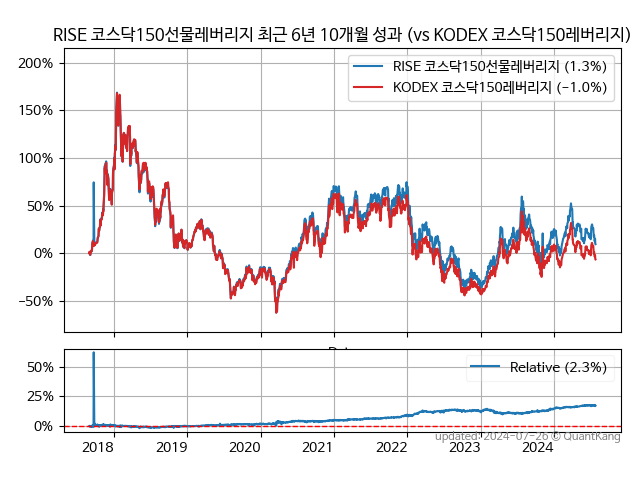 RISE 코스닥150선물레버리지 최근 6년 10개월 성과 (vs KODEX 코스닥150레버리지)
200%
150%
100%
50%
0%
−50%
RISE 코스닥150선물레버리지 (1.3%)
KODEX 코스닥150레버리지 (−1.0%)
50%
25%
0%
Relative (2.3%)
2018 2019 2020 2021 2022 2023 2024
updated: 2024-07-26 © QuantKang